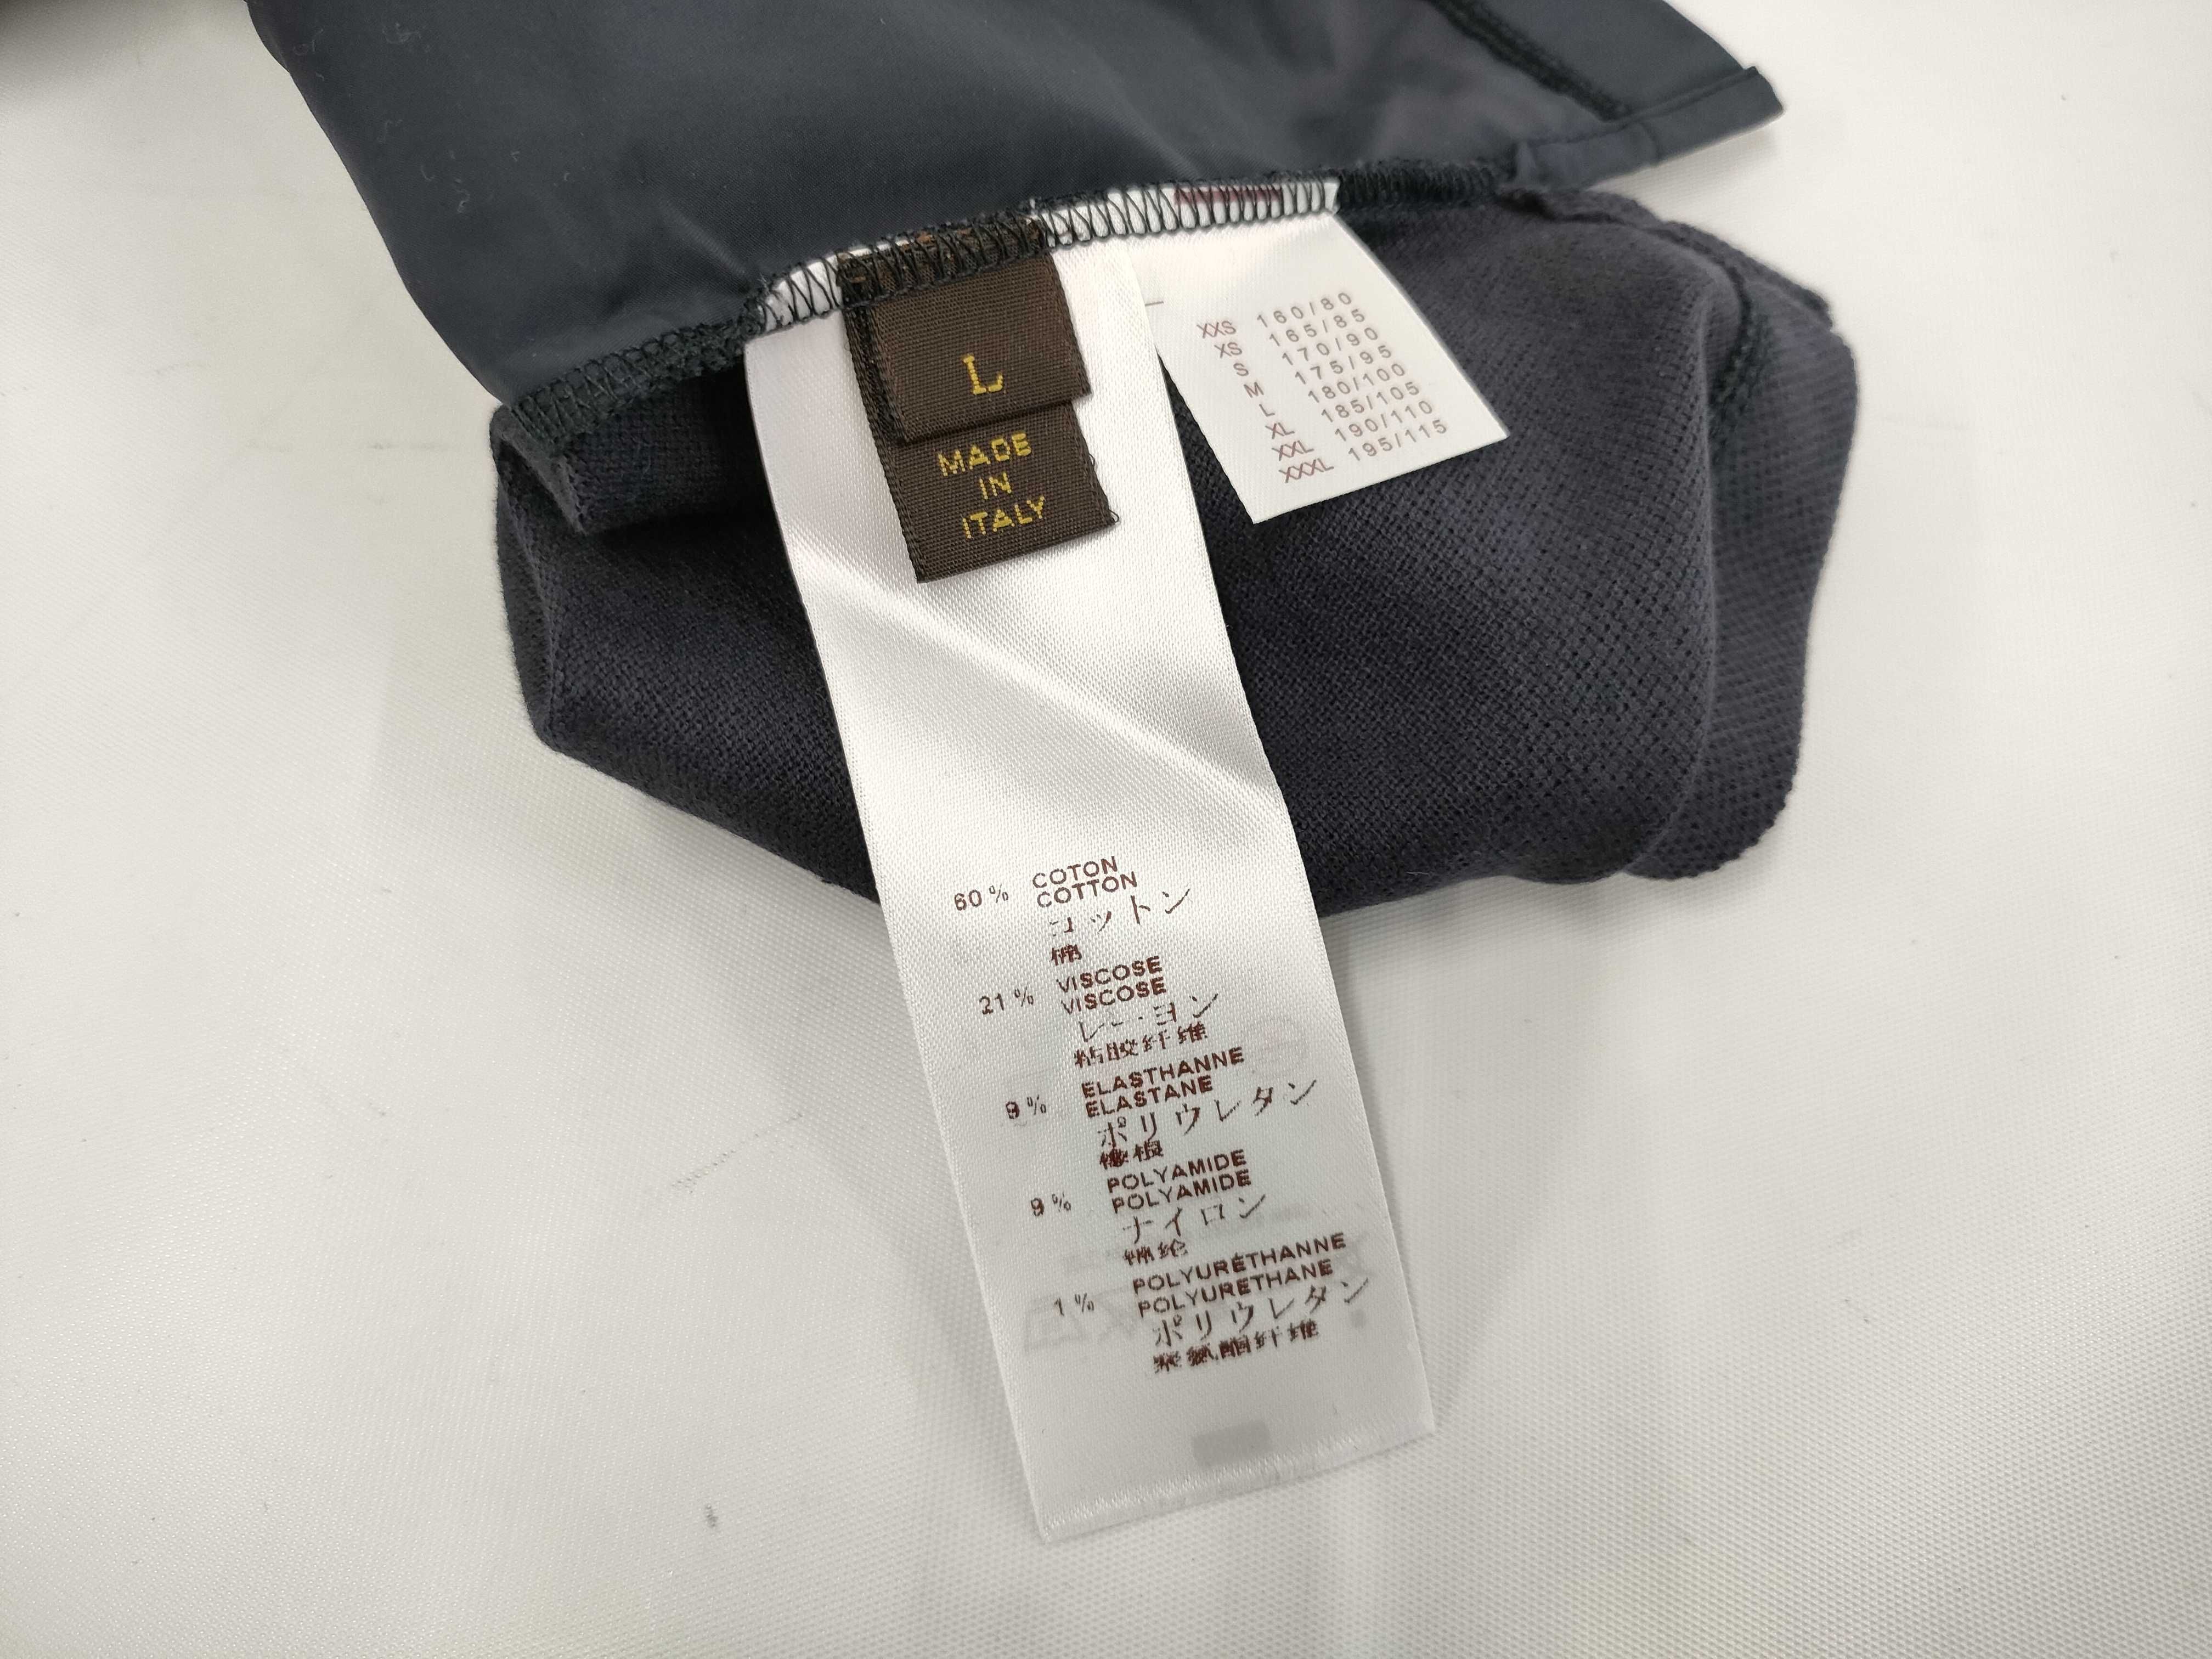 L
MADE
IN
ITALY
XXS 160/80
XS 165/85
S 170/90
M 175/95
L 180/100
XL 185/105
XXL 190/110
XXXL 195/115
60 % COTON
COTTON
コットン
棉
21 % VISCOSE
VISCOSE
レーヨン
粘胶纤维
9 % ELASTHANNE
ELASTANE
ポリウレタン
橡根
9 % POLYAMIDE
POLYAMIDE
ナイロン
1 % POLYURÉTHANNE
POLYURETHANE
ポリウレタン